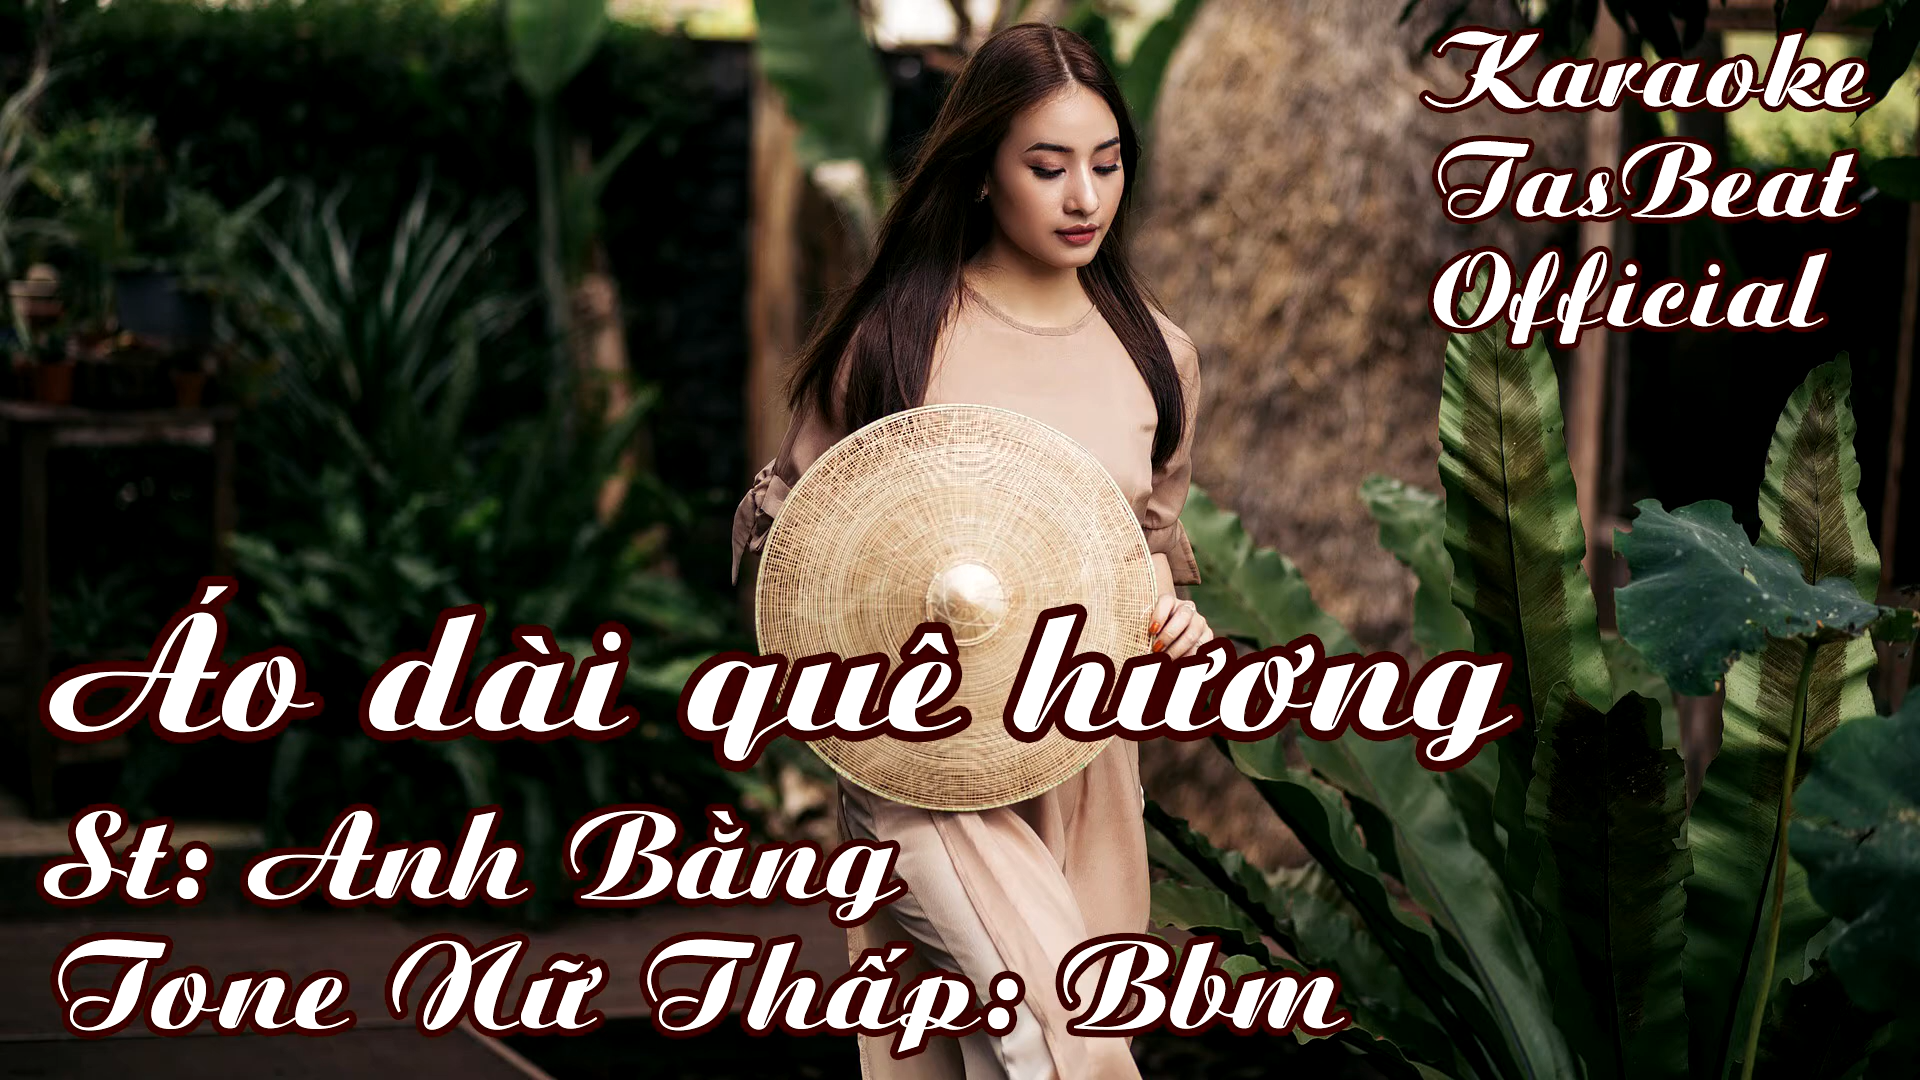 Karaoke
TasBeat
Official
Áo dài quê hương
St: Anh Bằng
Tone Nữ Thấp: Bbm